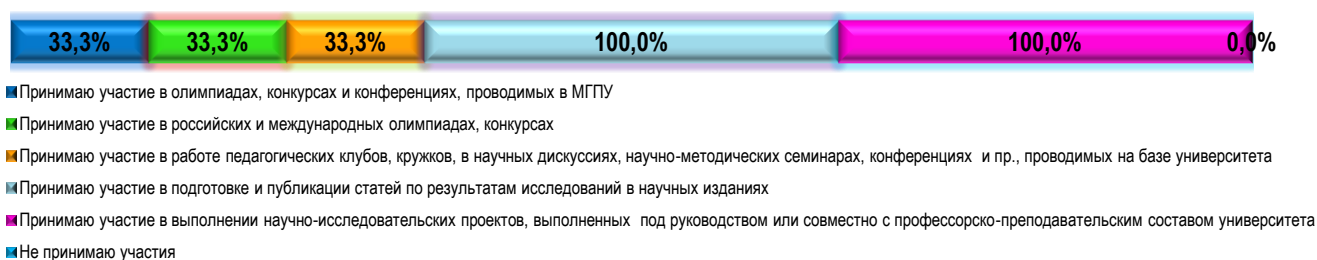 33,3% 33,3% 33,3% 100,0% 100,0% 0,0%
Принимаю участие в олимпиадах, конкурсах и конференциях, проводимых в МГПУ
Принимаю участие в российских и международных олимпиадах, конкурсах
Принимаю участие в работе педагогических клубов, кружков, в научных дискуссиях, научно-методических семинарах, конференциях и пр., проводимых на базе университета
Принимаю участие в подготовке и публикации статей по результатам исследований в научных изданиях
Принимаю участие в выполнении научно-исследовательских проектов, выполненных под руководством или совместно с профессорско-преподавательским составом университета
Не принимаю участия